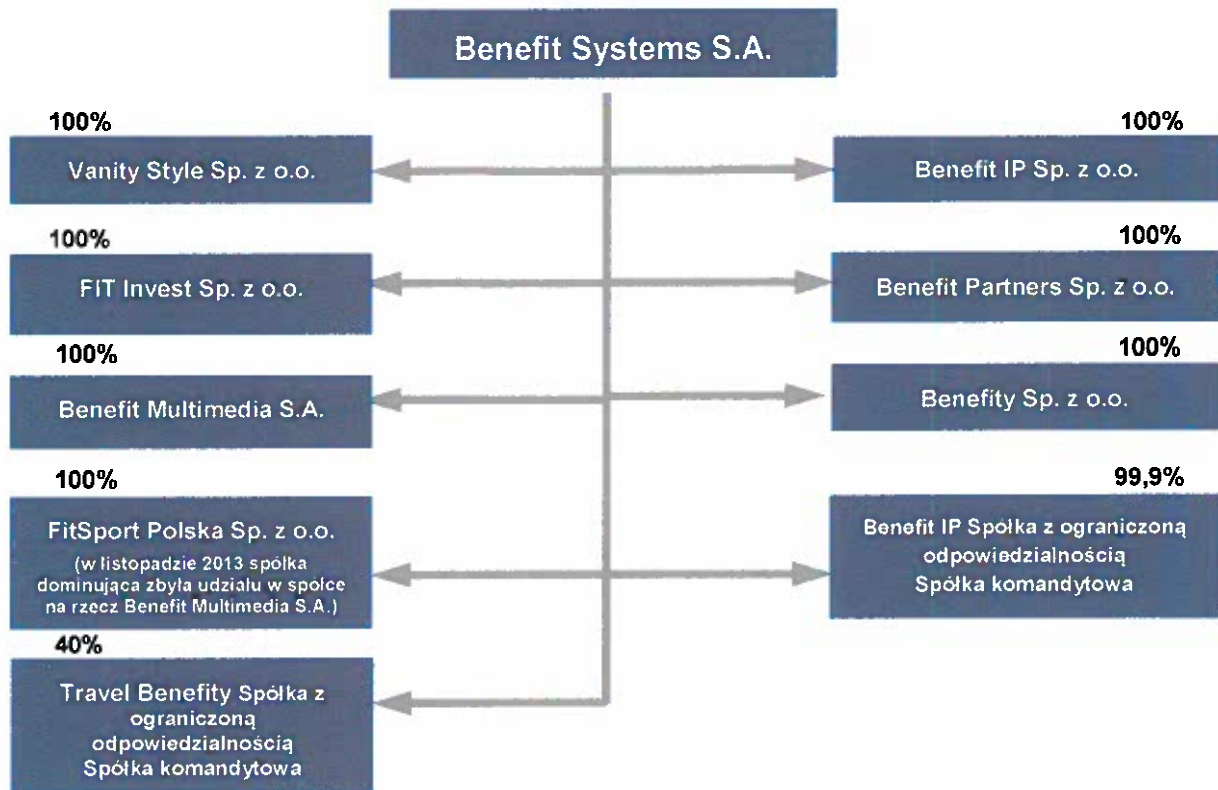 Benefit Systems S.A.
100%
Vanity Style Sp. z o.o.
100%
Benefit IP Sp. z o.o.
100%
FIT Invest Sp. z o.o.
100%
Benefit Partners Sp. z o.o.
100%
Benefit Multimedia S.A.
100%
Benefity Sp. z o.o.
100%
FitSport Polska Sp. z o.o.
(w listopadzie 2013 spółka
dominująca zbyła udziału w spółce
na rzecz Benefit Multimedia S.A.)
99,9%
Benefit IP Spółka z ograniczoną
odpowiedzialnością
Spółka komandytowa
40%
Travel Benefity Spółka z
ograniczoną
odpowiedzialnością
Spółka komandytowa